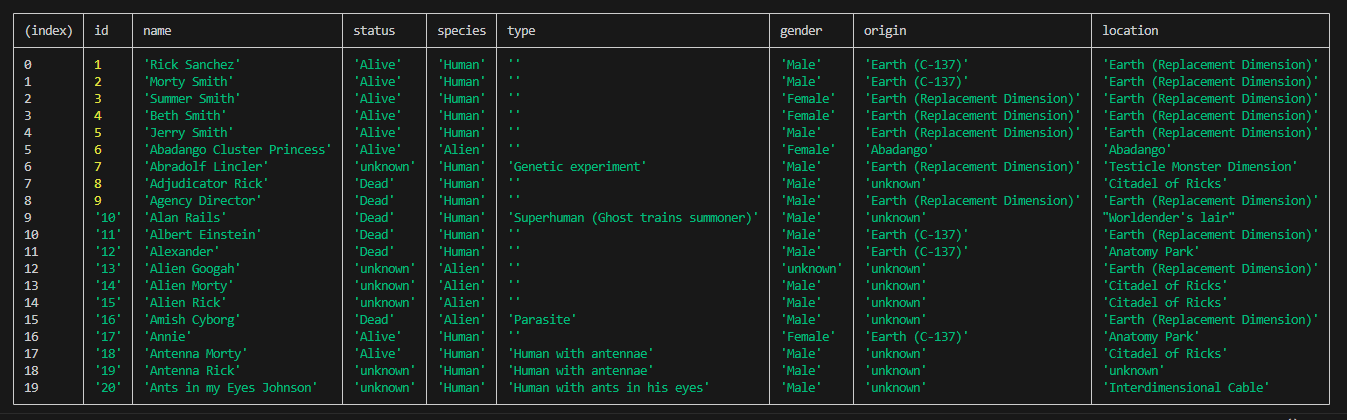 (index) id name status species type gender origin location
0 1 'Rick Sanchez' 'Alive' 'Human' '' 'Male' 'Earth (C-137)' 'Earth (Replacement Dimension)'
1 2 'Morty Smith' 'Alive' 'Human' '' 'Male' 'Earth (C-137)' 'Earth (Replacement Dimension)'
2 3 'Summer Smith' 'Alive' 'Human' '' 'Female' 'Earth (Replacement Dimension)' 'Earth (Replacement Dimension)'
3 4 'Beth Smith' 'Alive' 'Human' '' 'Female' 'Earth (Replacement Dimension)' 'Earth (Replacement Dimension)'
4 5 'Jerry Smith' 'Alive' 'Human' '' 'Male' 'Earth (Replacement Dimension)' 'Earth (Replacement Dimension)'
5 6 'Abadango Cluster Princess' 'Alive' 'Alien' '' 'Female' 'Abadango' 'Abadango'
6 7 'Abradolf Lincler' 'unknown' 'Human' 'Genetic experiment' 'Male' 'Earth (Replacement Dimension)' 'Testicle Monster Dimension'
7 8 'Adjudicator Rick' 'Dead' 'Human' '' 'Male' 'unknown' 'Citadel of Ricks'
8 9 'Agency Director' 'Dead' 'Human' '' 'Male' 'Earth (Replacement Dimension)' 'Earth (Replacement Dimension)'
9 '10' 'Alan Rails' 'Dead' 'Human' 'Superhuman (Ghost trains summoner)' 'Male' 'unknown' "Worldender's lair"
10 '11' 'Albert Einstein' 'Dead' 'Human' '' 'Male' 'Earth (C-137)' 'Earth (Replacement Dimension)'
11 '12' 'Alexander' 'Dead' 'Human' '' 'Male' 'Earth (C-137)' 'Anatomy Park'
12 '13' 'Alien Googah' 'unknown' 'Alien' '' 'unknown' 'unknown' 'Earth (Replacement Dimension)'
13 '14' 'Alien Morty' 'unknown' 'Alien' '' 'Male' 'unknown' 'Citadel of Ricks'
14 '15' 'Alien Rick' 'unknown' 'Alien' '' 'Male' 'unknown' 'Citadel of Ricks'
15 '16' 'Amish Cyborg' 'Dead' 'Alien' 'Parasite' 'Male' 'unknown' 'Earth (Replacement Dimension)'
16 '17' 'Annie' 'Alive' 'Human' '' 'Female' 'Earth (C-137)' 'Anatomy Park'
17 '18' 'Antenna Morty' 'Alive' 'Human' 'Human with antennae' 'Male' 'unknown' 'Citadel of Ricks'
18 '19' 'Antenna Rick' 'unknown' 'Human' 'Human with antennae' 'Male' 'unknown' 'unknown'
19 '20' 'Ants in my Eyes Johnson' 'unknown' 'Human' 'Human with ants in his eyes' 'Male' 'unknown' 'Interdimensional Cable'